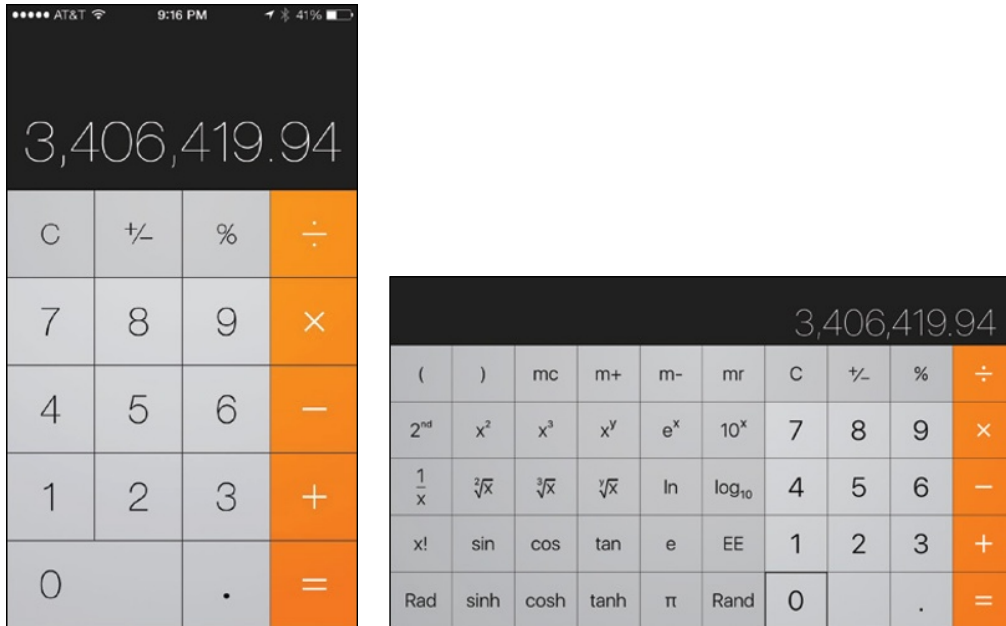 ●●●●● AT&T 9:16 PM 41%
3,406,419.94
C ⁺∕₋ % ÷
7 8 9 ×
4 5 6 −
1 2 3 +
0 . =
3,406,419.94
( ) mc m+ m- mr C ⁺∕₋ % ÷
2ⁿᵈ x² x³ xʸ eˣ 10ˣ 7 8 9 ×
1/x ²√x ³√x ʸ√x ln log₁₀ 4 5 6 −
x! sin cos tan e EE 1 2 3 +
Rad sinh cosh tanh π Rand 0 . =